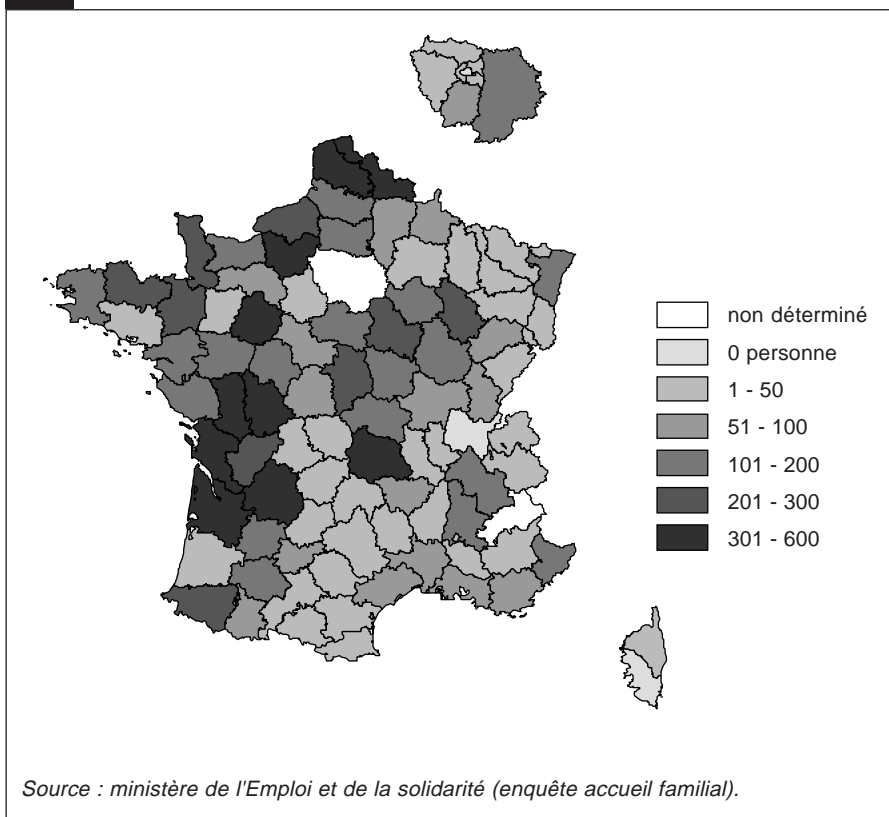 non déterminé
0 personne
1 - 50
51 - 100
101 - 200
201 - 300
301 - 600
Source : ministère de l'Emploi et de la solidarité (enquête accueil familial).